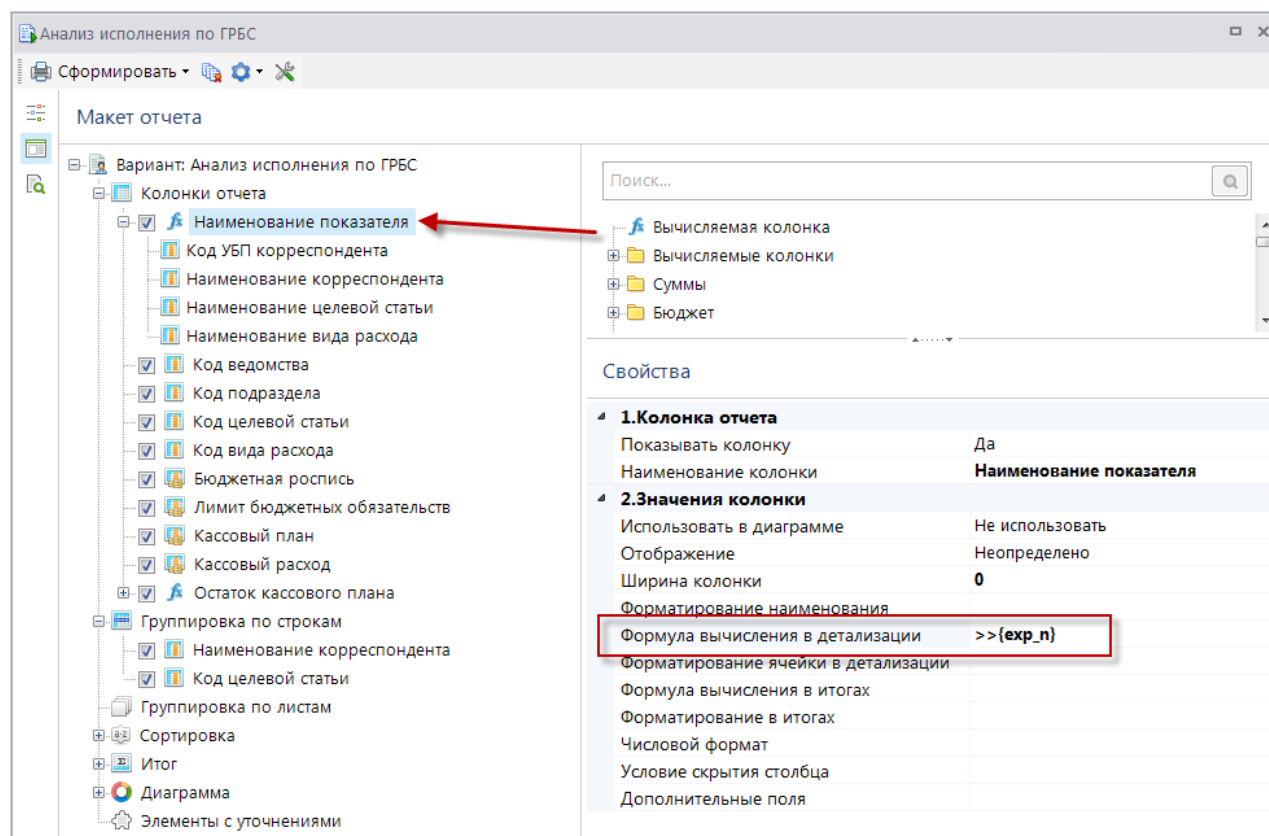 Анализ исполнения по ГРБС
Сформировать
Макет отчета
Вариант: Анализ исполнения по ГРБС
Колонки отчета
Наименование показателя
Код УБП корреспондента
Наименование корреспондента
Наименование целевой статьи
Наименование вида расхода
Код ведомства
Код подраздела
Код целевой статьи
Код вида расхода
Бюджетная роспись
Лимит бюджетных обязательств
Кассовый план
Кассовый расход
Остаток кассового плана
Группировка по строкам
Наименование корреспондента
Код целевой статьи
Группировка по листам
Сортировка
Итог
Диаграмма
Элементы с уточнениями
Поиск...
Вычисляемая колонка
Вычисляемые колонки
Суммы
Бюджет
Свойства
1.Колонка отчета
Показывать колонку Да
Наименование колонки Наименование показателя
2.Значения колонки
Использовать в диаграмме Не использовать
Отображение Неопределено
Ширина колонки 0
Форматирование наименования
Формула вычисления в детализации >>{exp_n}
Форматирование ячейки в детализации
Формула вычисления в итогах
Форматирование в итогах
Числовой формат
Условие скрытия столбца
Дополнительные поля